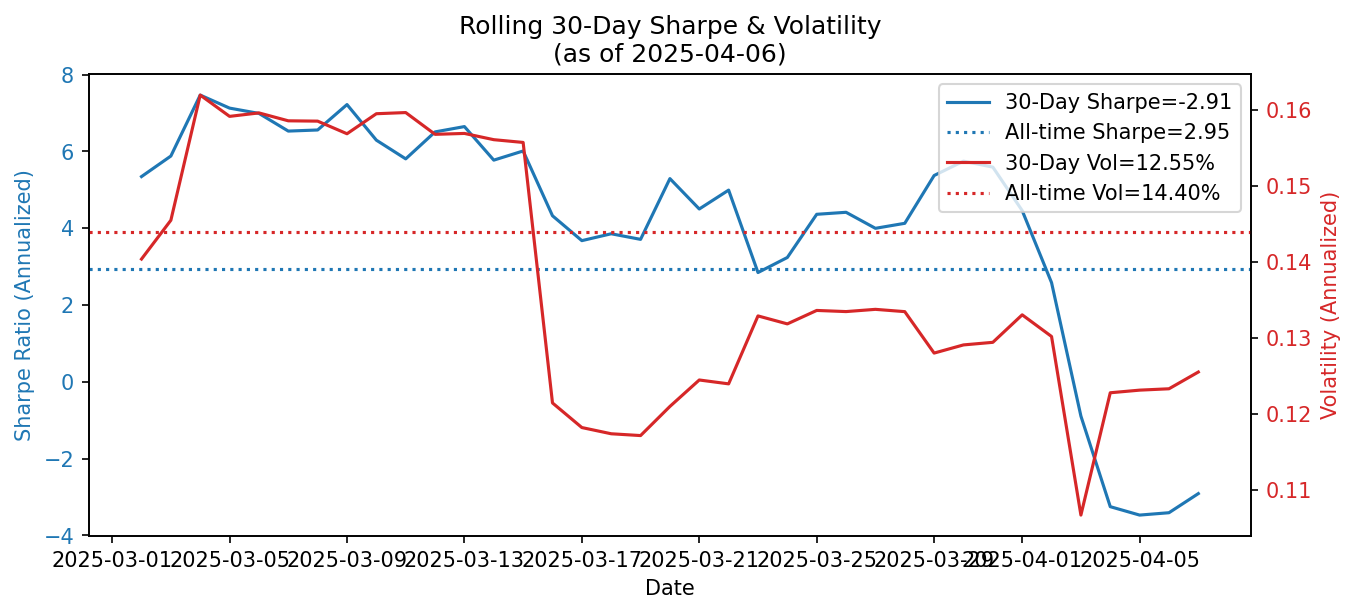 Rolling 30-Day Sharpe & Volatility
(as of 2025-04-06)
Sharpe Ratio (Annualized)
8
6
4
2
0
−2
−4
30-Day Sharpe=-2.91
All-time Sharpe=2.95
30-Day Vol=12.55%
All-time Vol=14.40%
0.16
0.15
0.14
0.13
0.12
0.11
Volatility (Annualized)
2025-03-01 2025-03-05 2025-03-09 2025-03-13 2025-03-17 2025-03-21 2025-03-25 2025-03-29 2025-04-01 2025-04-05
Date